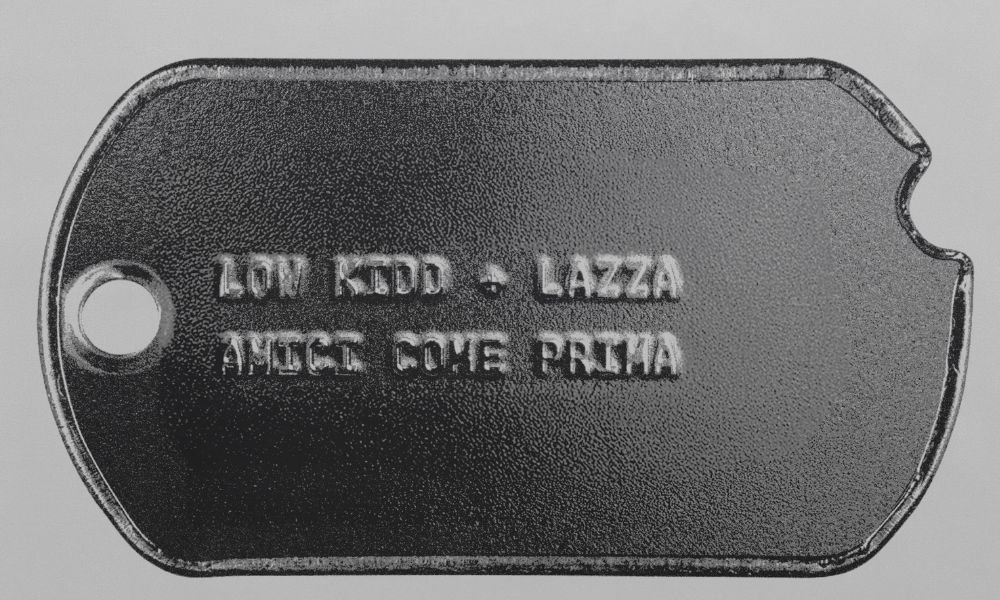 LOW KIDD + LAZZA
AMICI COME PRIMA